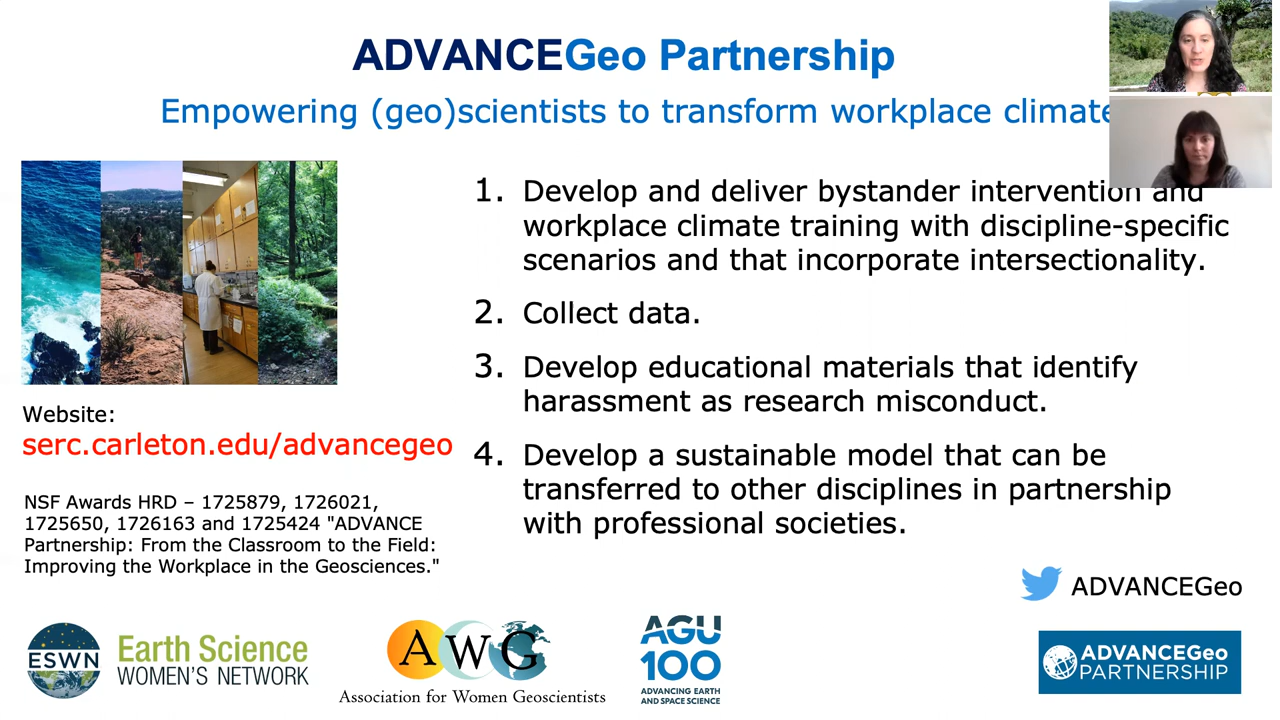 ADVANCEGeo Partnership
Empowering (geo)scientists to transform workplace climate
1. Develop and deliver bystander intervention and
workplace climate training with discipline-specific
scenarios and that incorporate intersectionality.
2. Collect data.
3. Develop educational materials that identify
harassment as research misconduct.
4. Develop a sustainable model that can be
transferred to other disciplines in partnership
with professional societies.
Website:
serc.carleton.edu/advancegeo
NSF Awards HRD – 1725879, 1726021,
1725650, 1726163 and 1725424 "ADVANCE
Partnership: From the Classroom to the Field:
Improving the Workplace in the Geosciences."
ADVANCEGeo
ESWN
Earth Science
WOMEN'S NETWORK
AWG
Association for Women Geoscientists
AGU
100
ADVANCING EARTH
AND SPACE SCIENCE
ADVANCEGeo
PARTNERSHIP